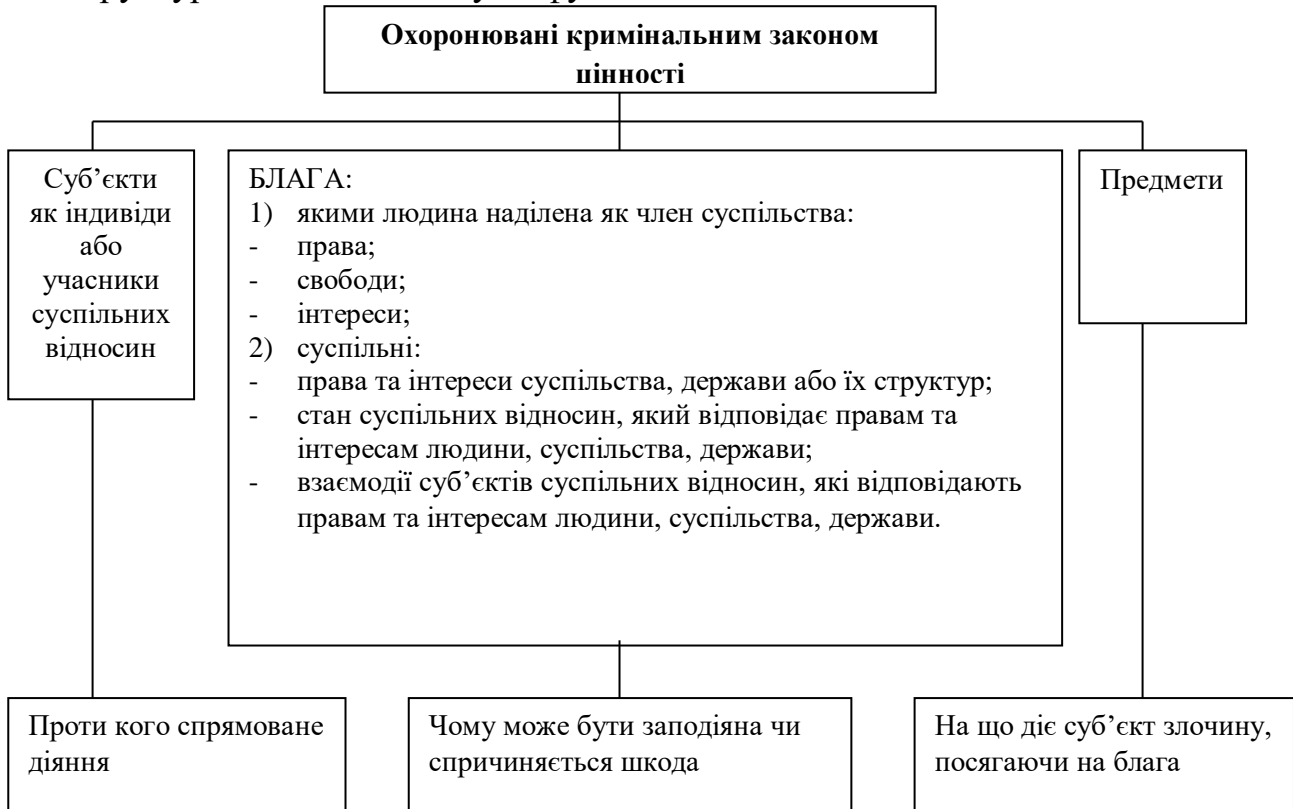 Охоронювані кримінальним законом
цінності
Суб’єкти
як індивіди
або
учасники
суспільних
відносин
БЛАГА:
1) якими людина наділена як член суспільства:
- права;
- свободи;
- інтереси;
2) суспільні:
- права та інтереси суспільства, держави або їх структур;
- стан суспільних відносин, який відповідає правам та
інтересам людини, суспільства, держави;
- взаємодії суб’єктів суспільних відносин, які відповідають
правам та інтересам людини, суспільства, держави.
Предмети
Проти кого спрямоване
діяння
Чому може бути заподіяна чи
спричиняється шкода
На що діє суб’єкт злочину,
посягаючи на блага